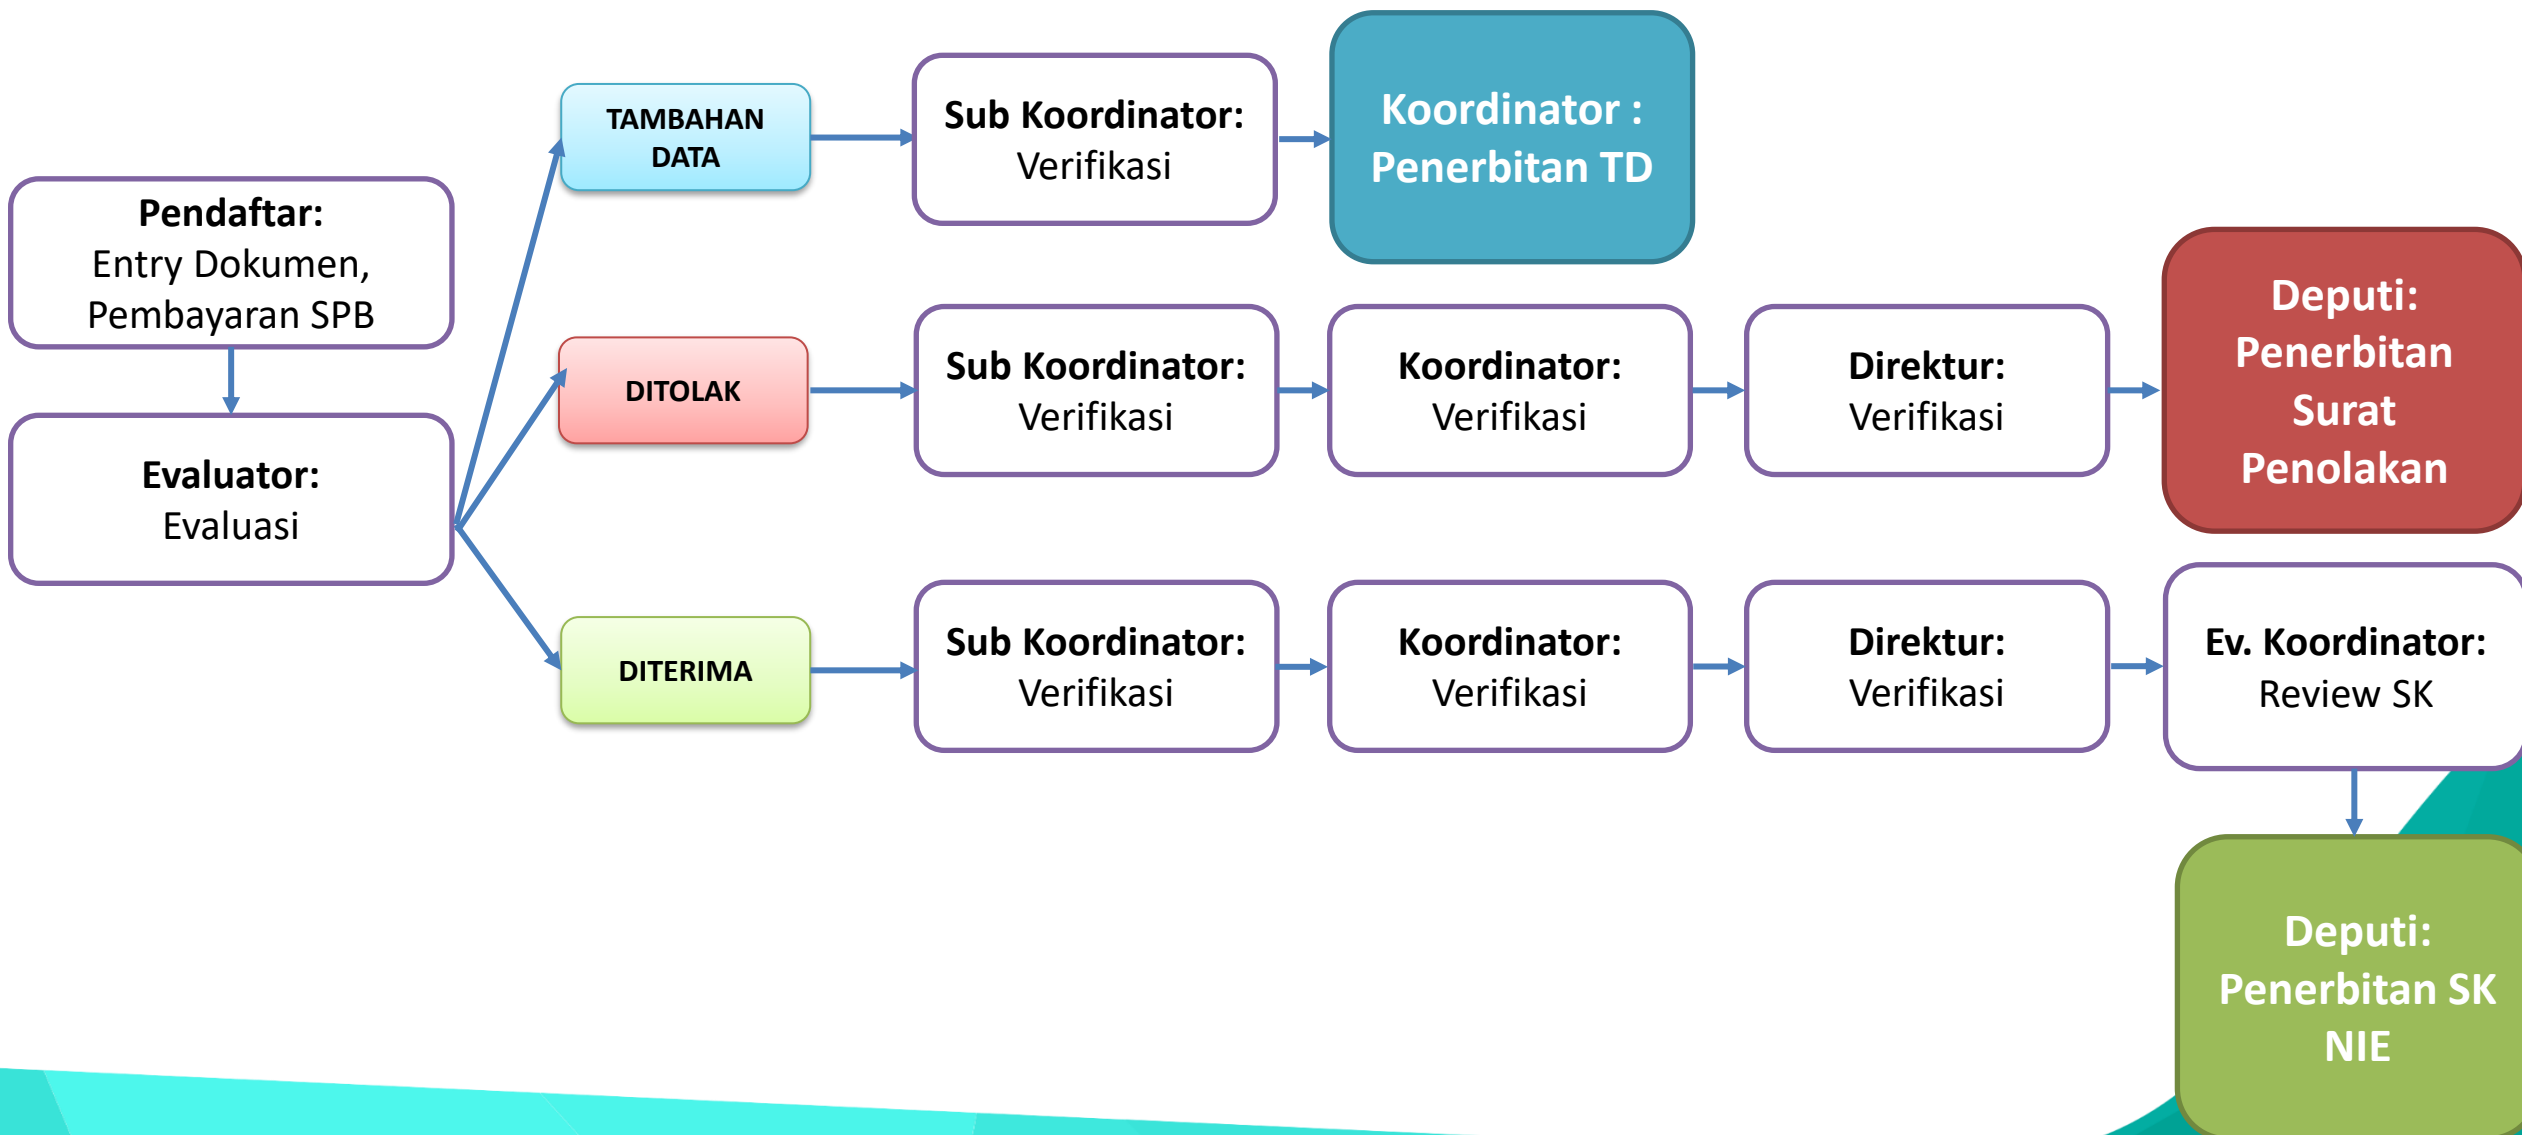 Pendaftar:
Entry Dokumen,
Pembayaran SPB
Evaluator:
Evaluasi
TAMBAHAN
DATA
Sub Koordinator:
Verifikasi
Koordinator :
Penerbitan TD
DITOLAK
Sub Koordinator:
Verifikasi
Koordinator:
Verifikasi
Direktur:
Verifikasi
Deputi:
Penerbitan
Surat
Penolakan
DITERIMA
Sub Koordinator:
Verifikasi
Koordinator:
Verifikasi
Direktur:
Verifikasi
Ev. Koordinator:
Review SK
Deputi:
Penerbitan SK
NIE